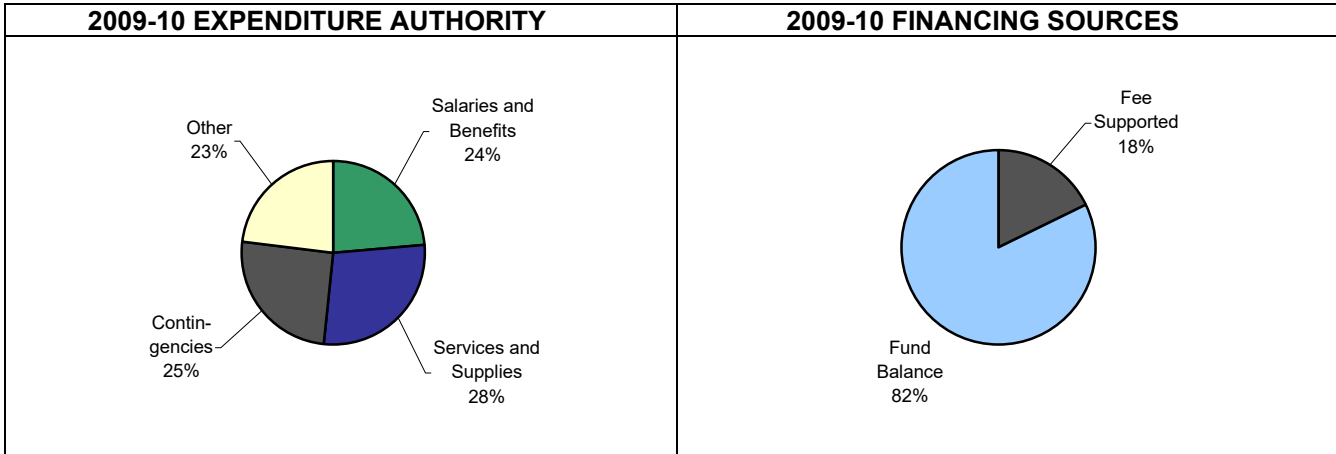 2009-10 EXPENDITURE AUTHORITY
Other
23%
Salaries and
Benefits
24%
Contin-
gencies
25%
Services and
Supplies
28%
2009-10 FINANCING SOURCES
Fee
Supported
18%
Fund
Balance
82%